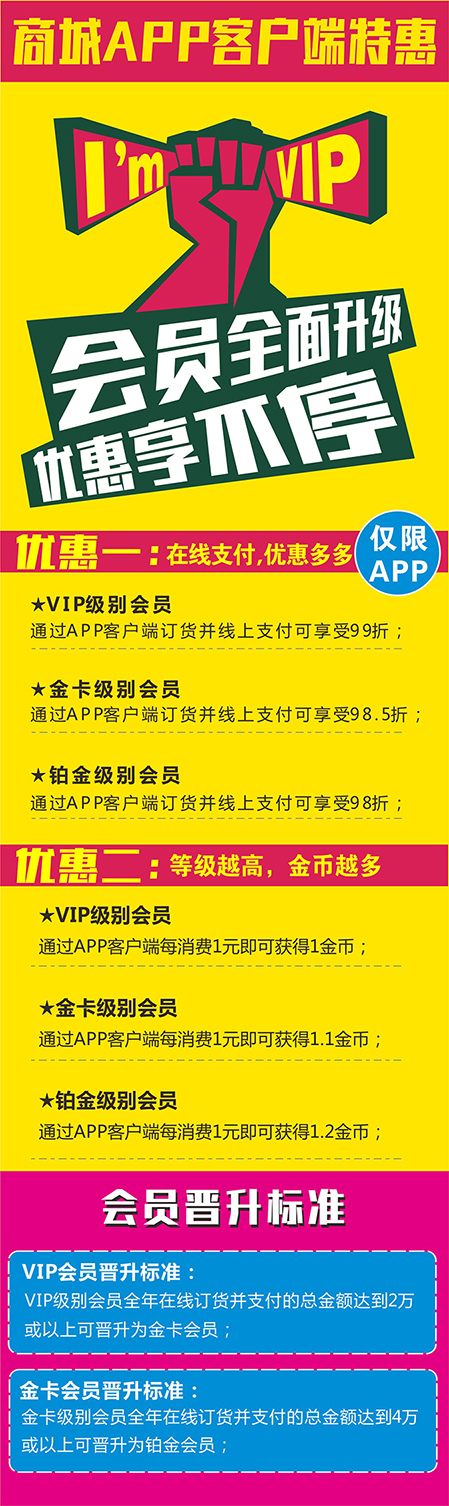 商城APP客户端特惠
I'm VIP
会员全面升级
优惠享不停
优惠一：在线支付,优惠多多
仅限
APP
★VIP级别会员
通过APP客户端订货并线上支付可享受99折；
★金卡级别会员
通过APP客户端订货并线上支付可享受98.5折；
★铂金级别会员
通过APP客户端订货并线上支付可享受98折；
优惠二：等级越高，金币越多
★VIP级别会员
通过APP客户端每消费1元即可获得1金币；
★金卡级别会员
通过APP客户端每消费1元即可获得1.1金币；
★铂金级别会员
通过APP客户端每消费1元即可获得1.2金币；
会员晋升标准
VIP会员晋升标准：
VIP级别会员全年在线订货并支付的总金额达到2万
或以上可晋升为金卡会员；
金卡会员晋升标准：
金卡级别会员全年在线订货并支付的总金额达到4万
或以上可晋升为铂金会员；